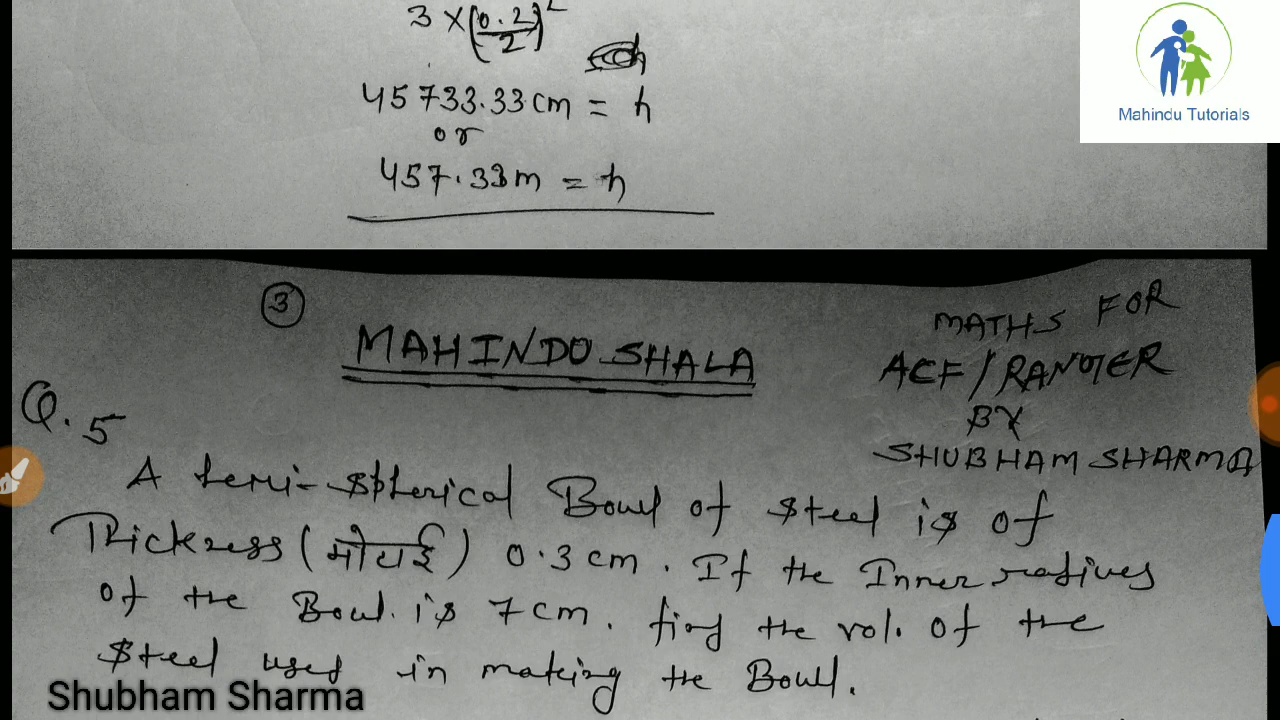 3 × (0.2/2)²
45733.33 cm = h
or
457.33m = h
Mahindu Tutorials
3
MAHINDO SHALA
MATHS FOR
ACF/RANGER
BY
SHUBHAM SHARMA
Q.5
A Hemi-spherical Bowl of Steel is of
Thickness (मोटाई) 0.3 cm. If the Inner radius
of the Bowl. is 7 cm. find the vol. of the
Steel used in making the Bowl.
Shubham Sharma